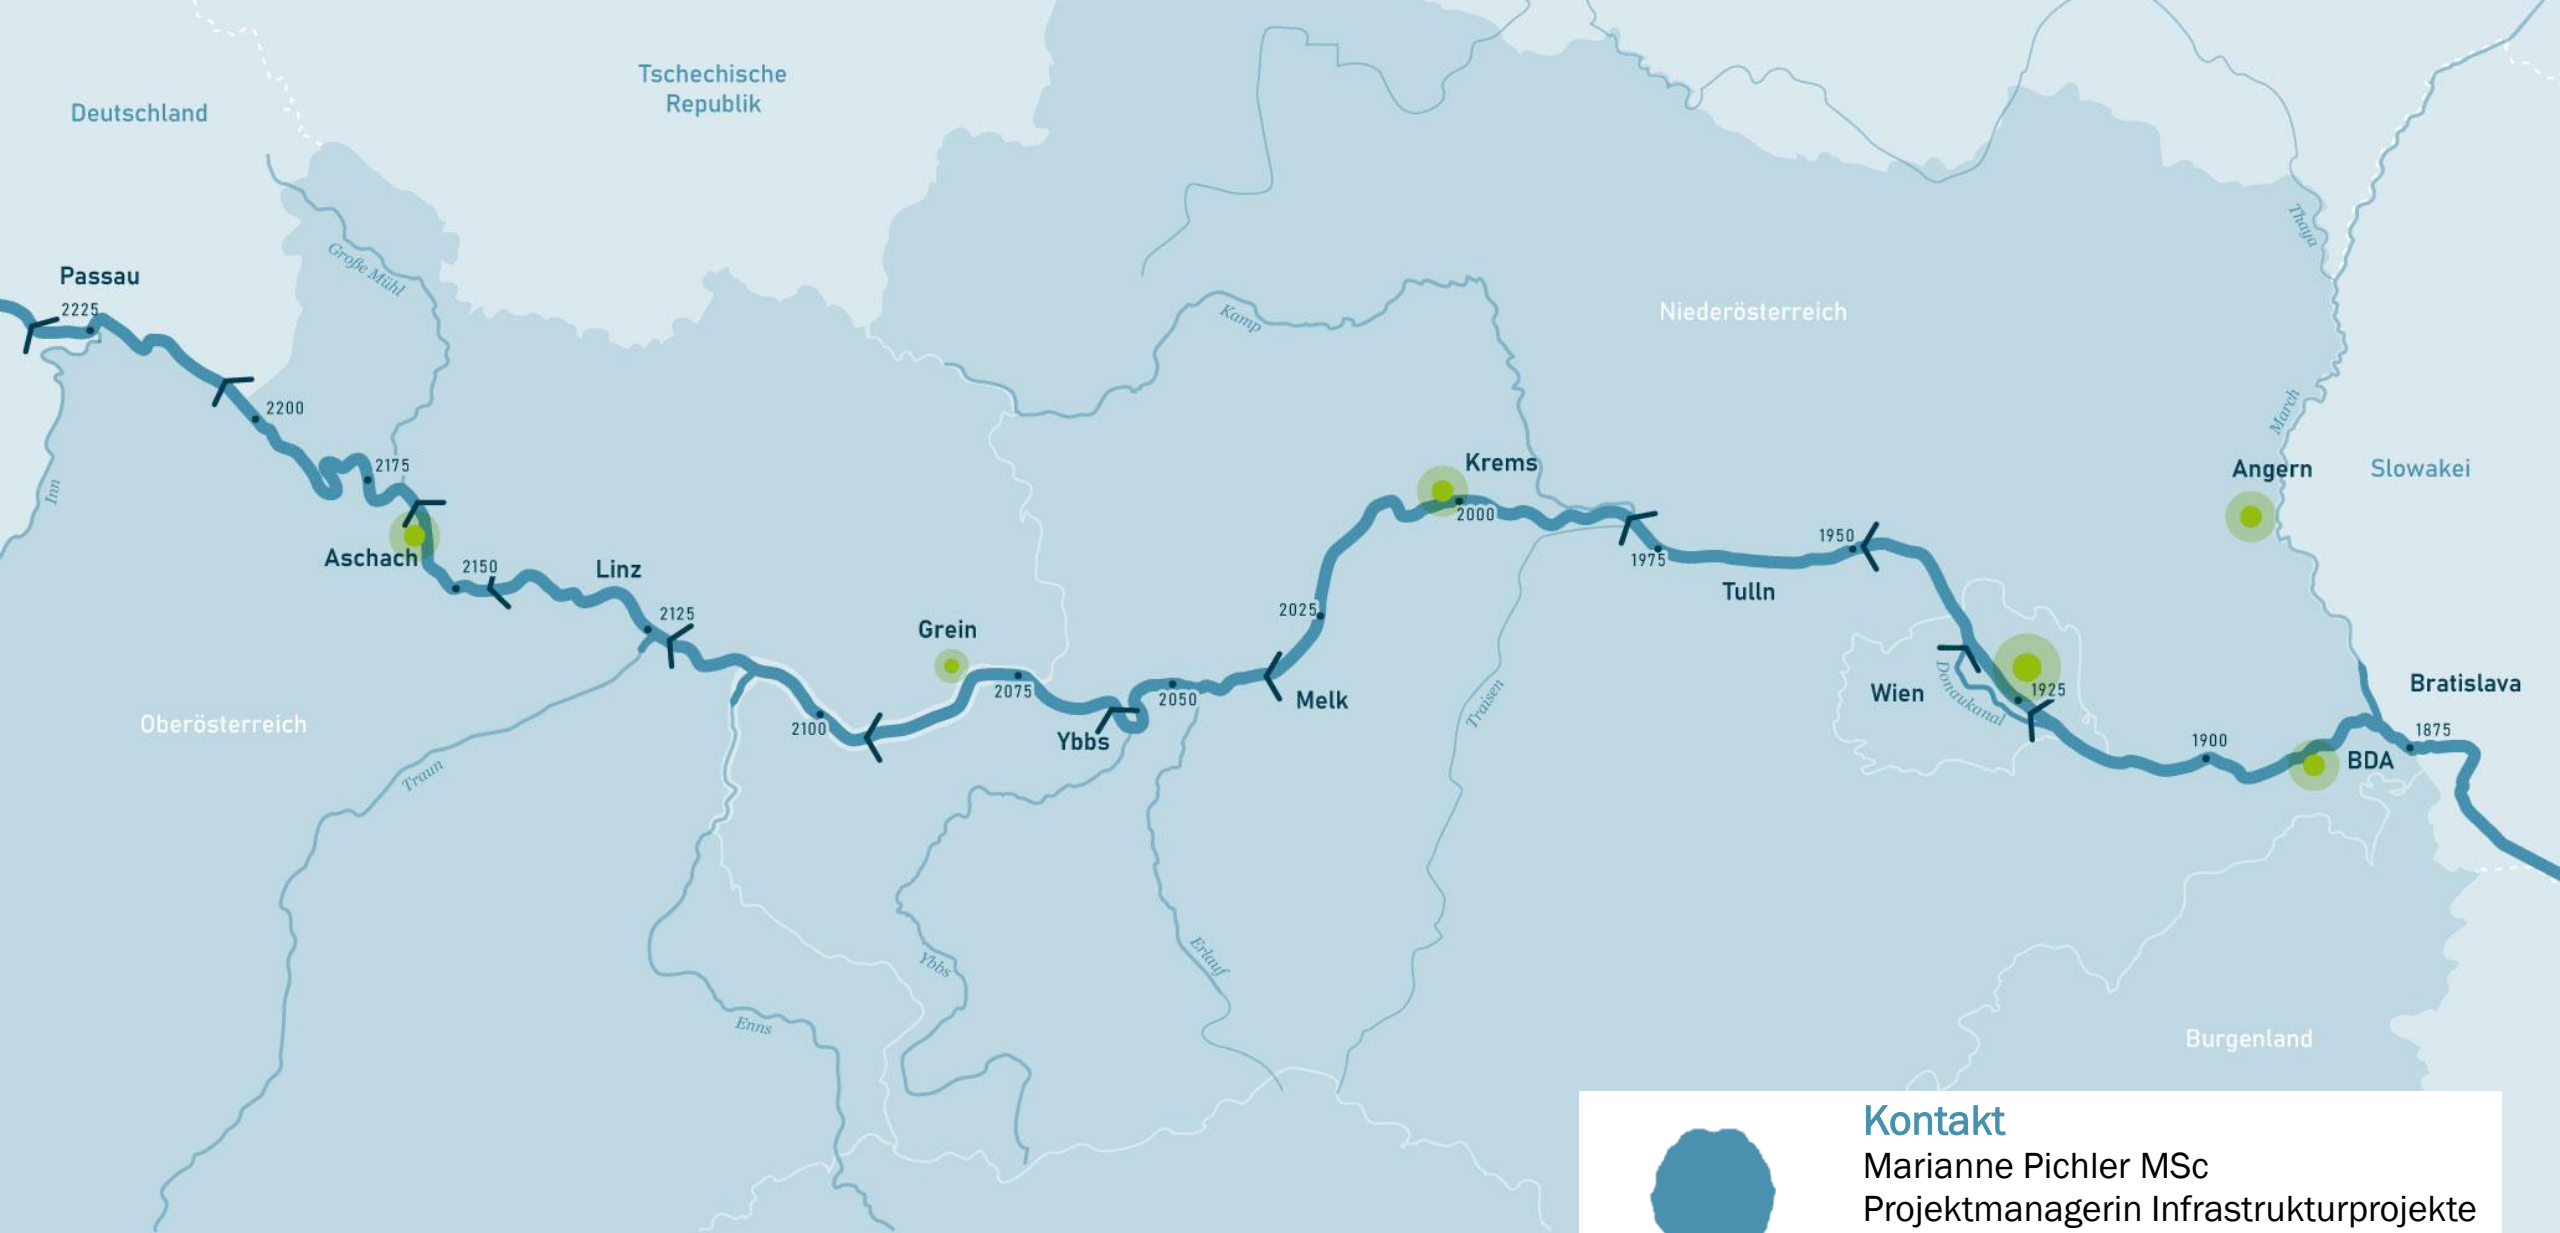 Tschechische
Republik
Deutschland
Thaya
Große Mühl
Passau
2225
Niederösterreich
Kamp
2200
March
Krems
2175
Angern
Slowakei
Inn
2000
Aschach
2150
Linz
1950
1975
Tulln
2125
2025
Grein
Wien
Donaukanal
1925
Bratislava
2075
2050
Melk
Traisen
Oberösterreich
2100
Ybbs
1900
1875
BDA
Traun
Ybbs
Erlauf
Enns
Burgenland
Kontakt
Marianne Pichler MSc
Projektmanagerin Infrastrukturprojekte